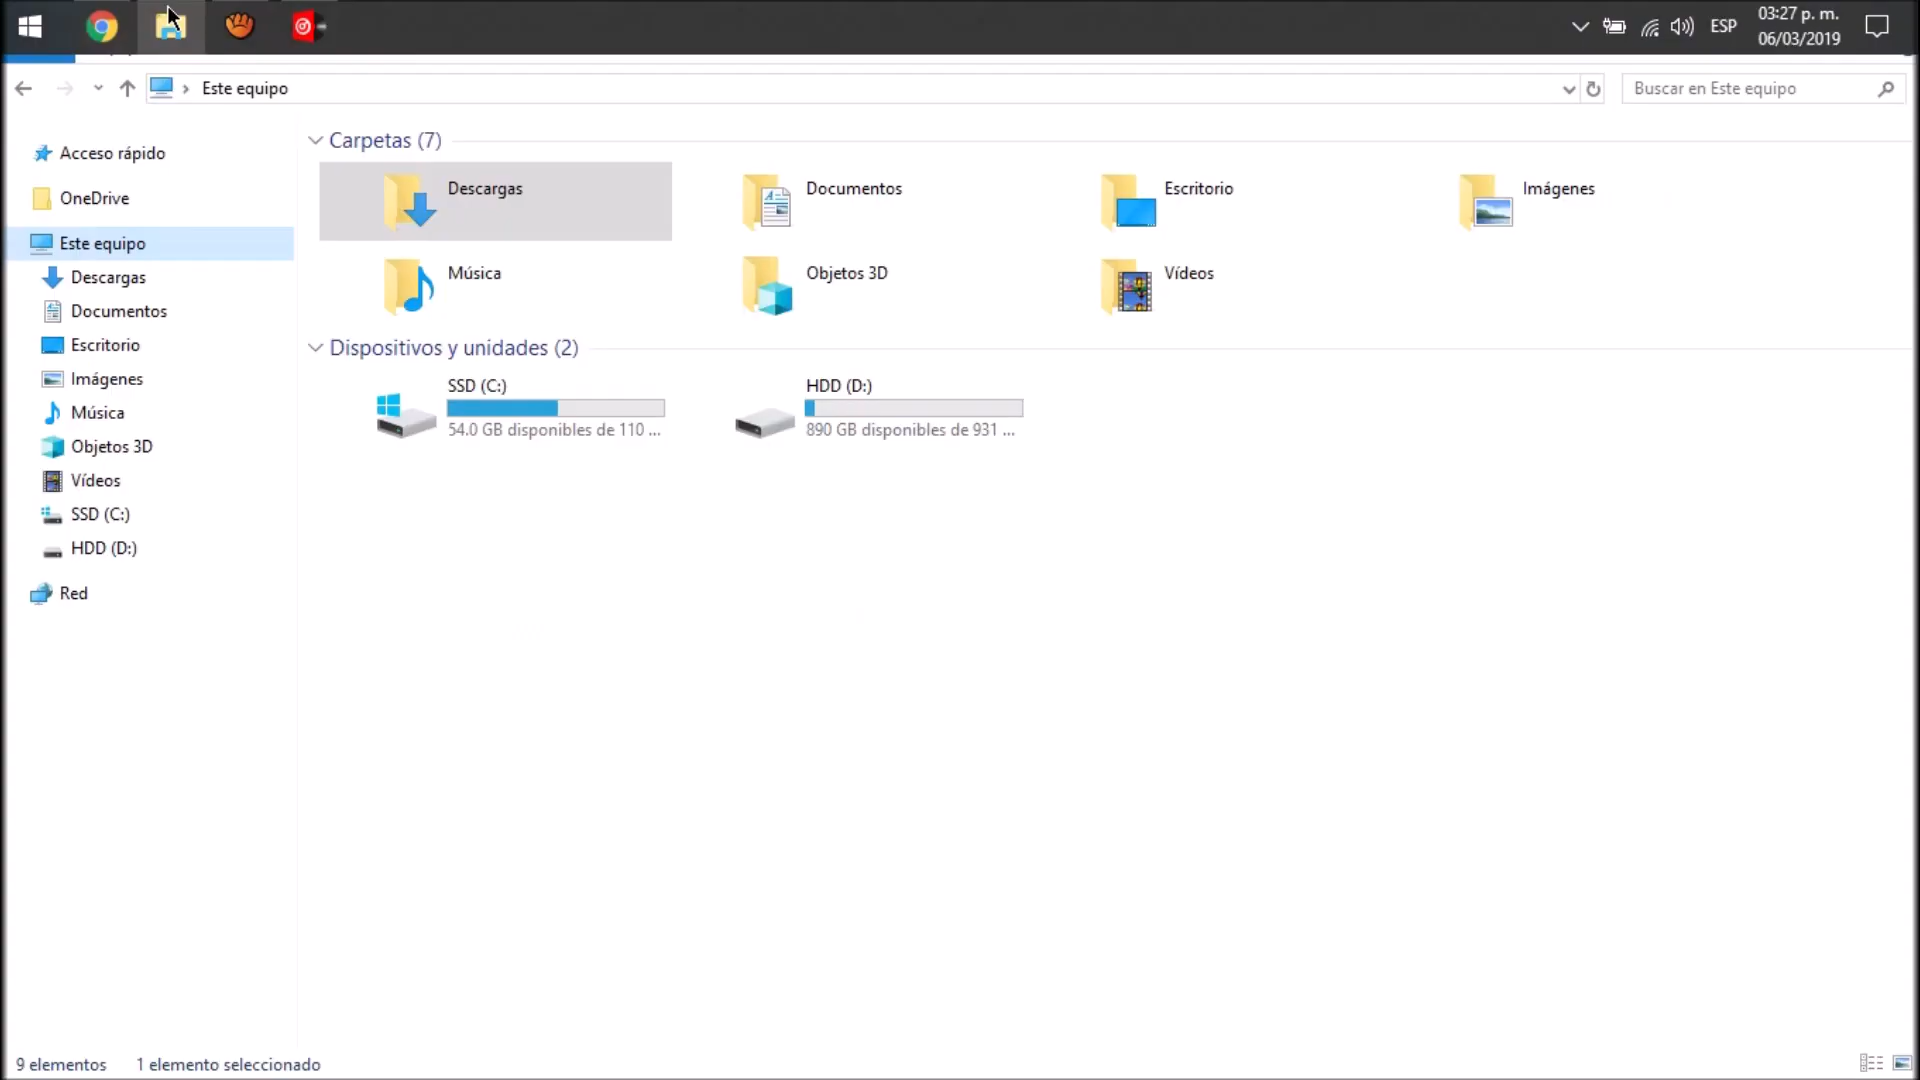 ESP
03:27 p. m.
06/03/2019
Este equipo
Buscar en Este equipo
Acceso rápido
OneDrive
Este equipo
Descargas
Documentos
Escritorio
Imágenes
Música
Objetos 3D
Vídeos
SSD (C:)
HDD (D:)
Red
Carpetas (7)
Descargas
Documentos
Escritorio
Imágenes
Música
Objetos 3D
Vídeos
Dispositivos y unidades (2)
SSD (C:)
54.0 GB disponibles de 110 ...
HDD (D:)
890 GB disponibles de 931 ...
9 elementos
1 elemento seleccionado